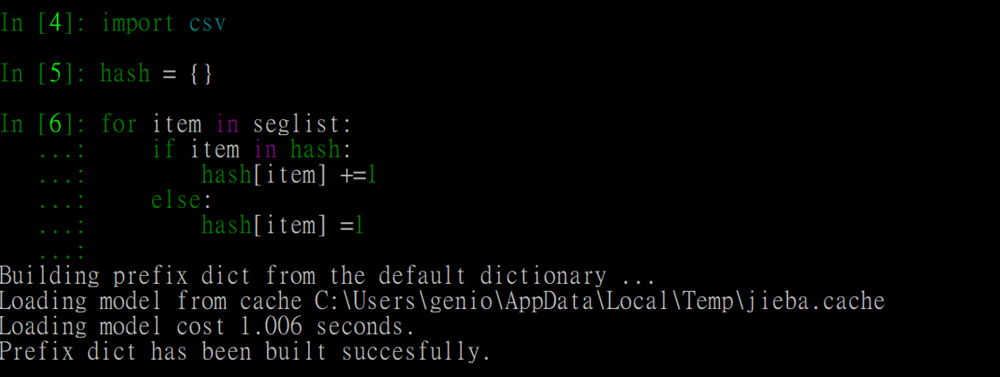 In [4]: import csv
In [5]: hash = {}
In [6]: for item in seglist:
   ...:     if item in hash:
   ...:         hash[item] +=1
   ...:     else:
   ...:         hash[item] =1
   ...:
Building prefix dict from the default dictionary ...
Loading model from cache C:\Users\genio\AppData\Local\Temp\jieba.cache
Loading model cost 1.006 seconds.
Prefix dict has been built succesfully.